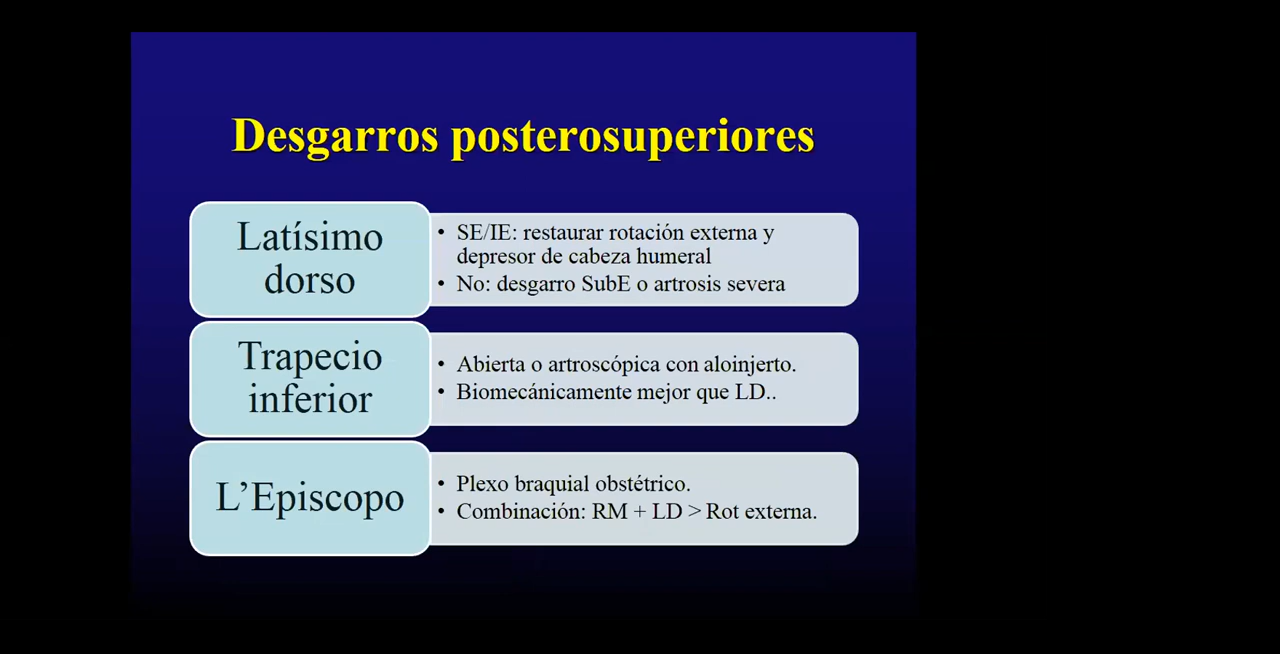 Desgarros posterosuperiores
Latísimo
dorso
• SE/IE: restaurar rotación externa y
depresor de cabeza humeral
• No: desgarro SubE o artrosis severa
Trapecio
inferior
• Abierta o artroscópica con aloinjerto.
• Biomecánicamente mejor que LD..
L’Episcopo
• Plexo braquial obstétrico.
• Combinación: RM + LD > Rot externa.